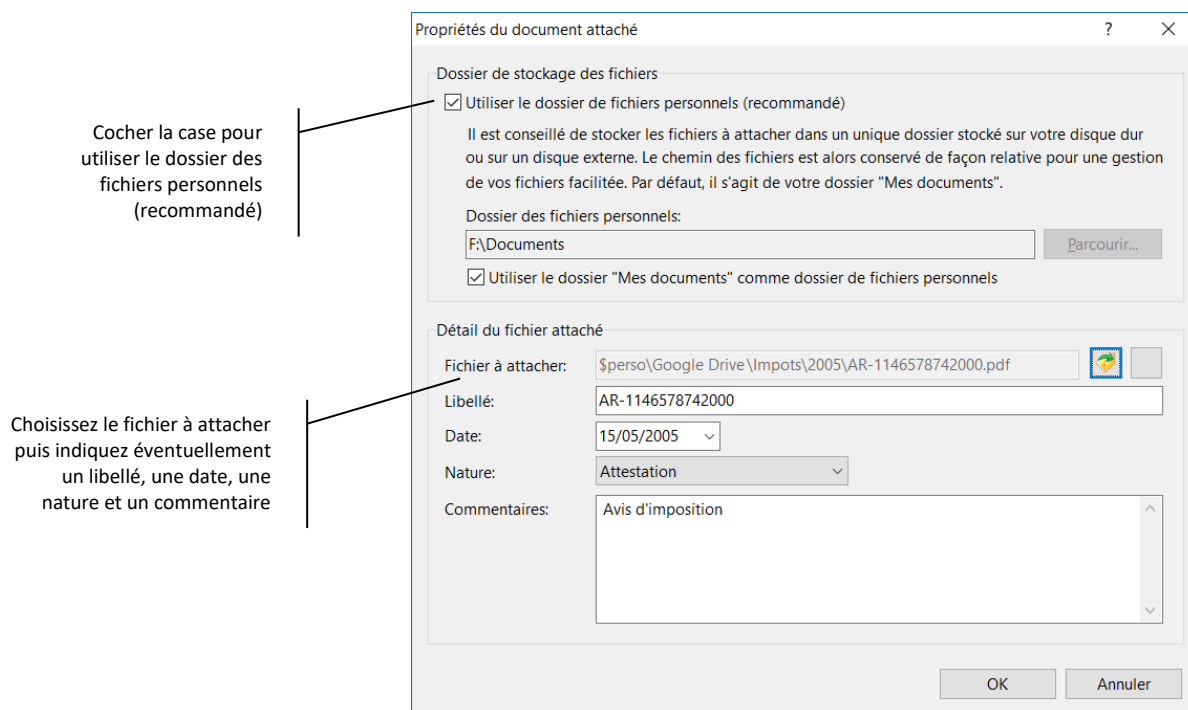 Propriétés du document attaché
?
Dossier de stockage des fichiers
Utiliser le dossier de fichiers personnels (recommandé)
Il est conseillé de stocker les fichiers à attacher dans un unique dossier stocké sur votre disque dur
ou sur un disque externe. Le chemin des fichiers est alors conservé de façon relative pour une gestion
de vos fichiers facilitée. Par défaut, il s'agit de votre dossier "Mes documents".
Dossier des fichiers personnels:
F:\Documents
Parcourir...
Utiliser le dossier "Mes documents" comme dossier de fichiers personnels
Cocher la case pour
utiliser le dossier des
fichiers personnels
(recommandé)
Détail du fichier attaché
Fichier à attacher: $perso\Google Drive\Impots\2005\AR-1146578742000.pdf
Libellé: AR-1146578742000
Date: 15/05/2005
Nature: Attestation
Commentaires: Avis d'imposition
Choisissez le fichier à attacher
puis indiquez éventuellement
un libellé, une date, une
nature et un commentaire
OK
Annuler